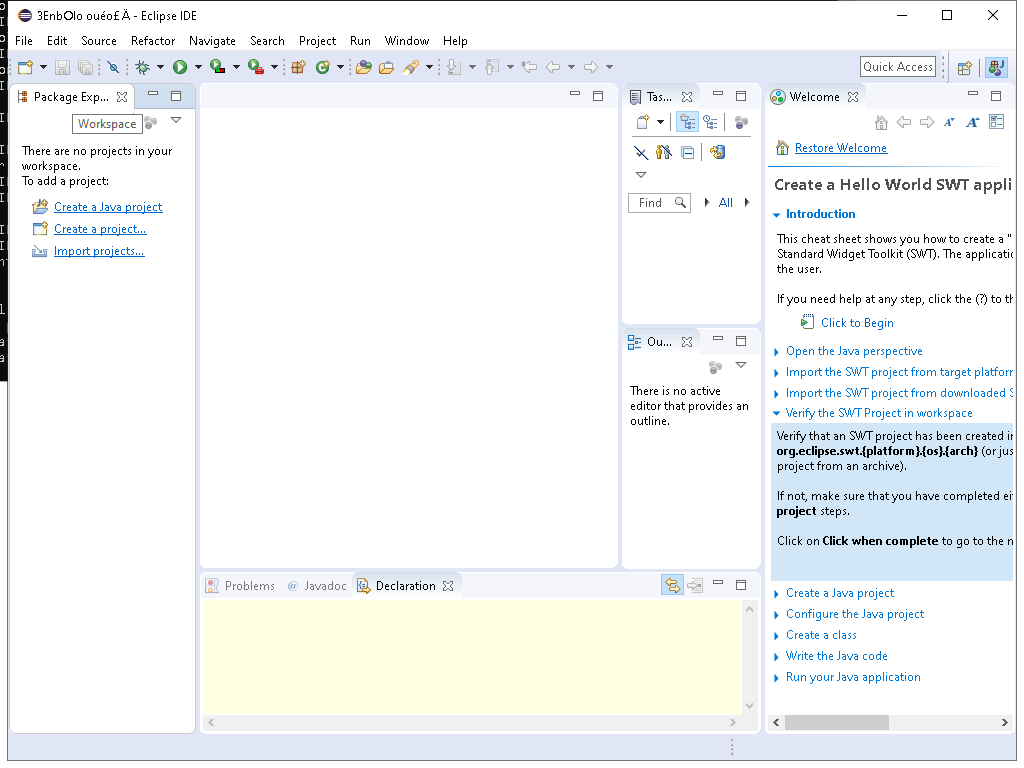 3EnbOlo ouéo£ Ä - Eclipse IDE
File Edit Source Refactor Navigate Search Project Run Window Help
Quick Access
Package Exp...
Workspace
There are no projects in your
workspace.
To add a project:
Create a Java project
Create a project...
Import projects...
Tas...
Find
All
Ou...
There is no active
editor that provides an
outline.
Problems
@ Javadoc
Declaration
Welcome
Restore Welcome
Create a Hello World SWT appli
Introduction
This cheat sheet shows you how to create a "
Standard Widget Toolkit (SWT). The applicatio
the user.
If you need help at any step, click the (?) to th
Click to Begin
Open the Java perspective
Import the SWT project from target platform
Import the SWT project from downloaded S
Verify the SWT Project in workspace
Verify that an SWT project has been created in
org.eclipse.swt.{platform}.{os}.{arch} (or jus
project from an archive).
If not, make sure that you have completed ei
project steps.
Click on Click when complete to go to the n
Create a Java project
Configure the Java project
Create a class
Write the Java code
Run your Java application